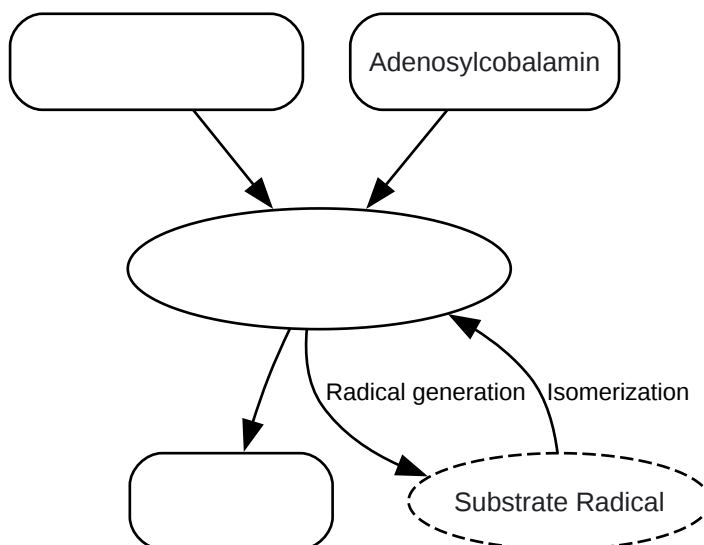 Adenosylcobalamin
Radical generation
Isomerization
Substrate Radical